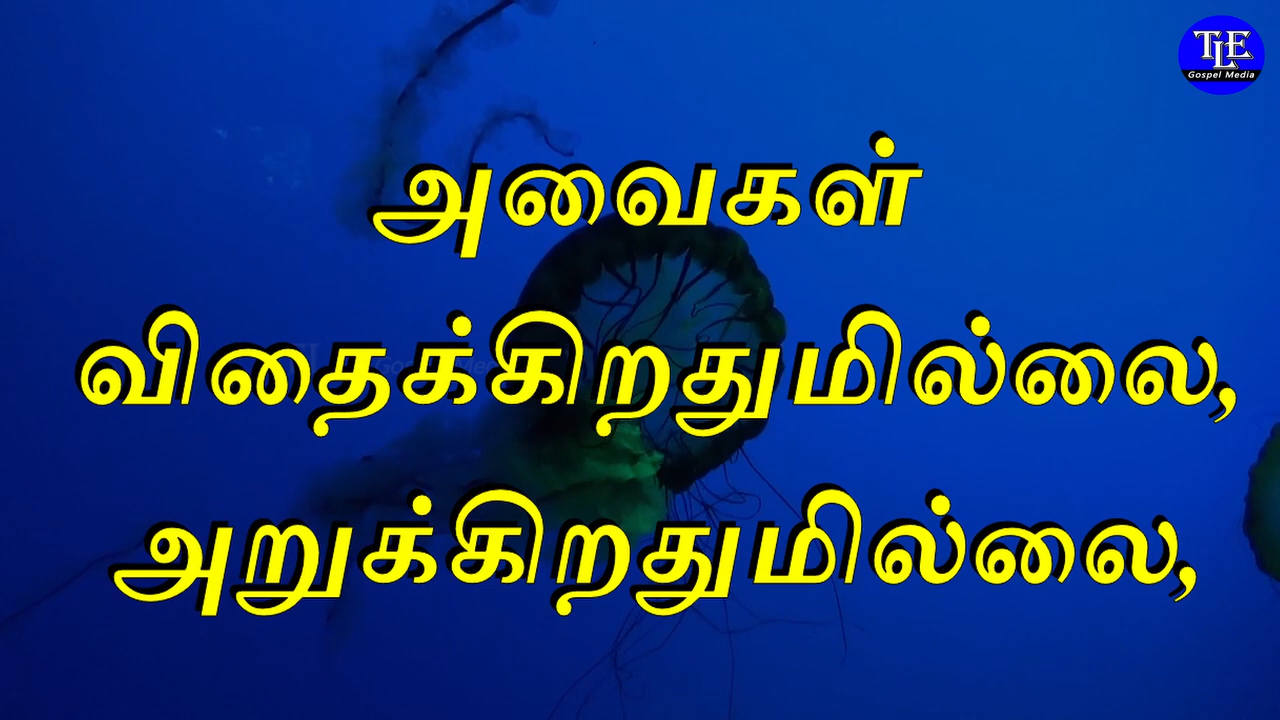 TLE
Gospel Media
அவைகள்
விதைக்கிறதுமில்லை,
அறுக்கிறதுமில்லை,